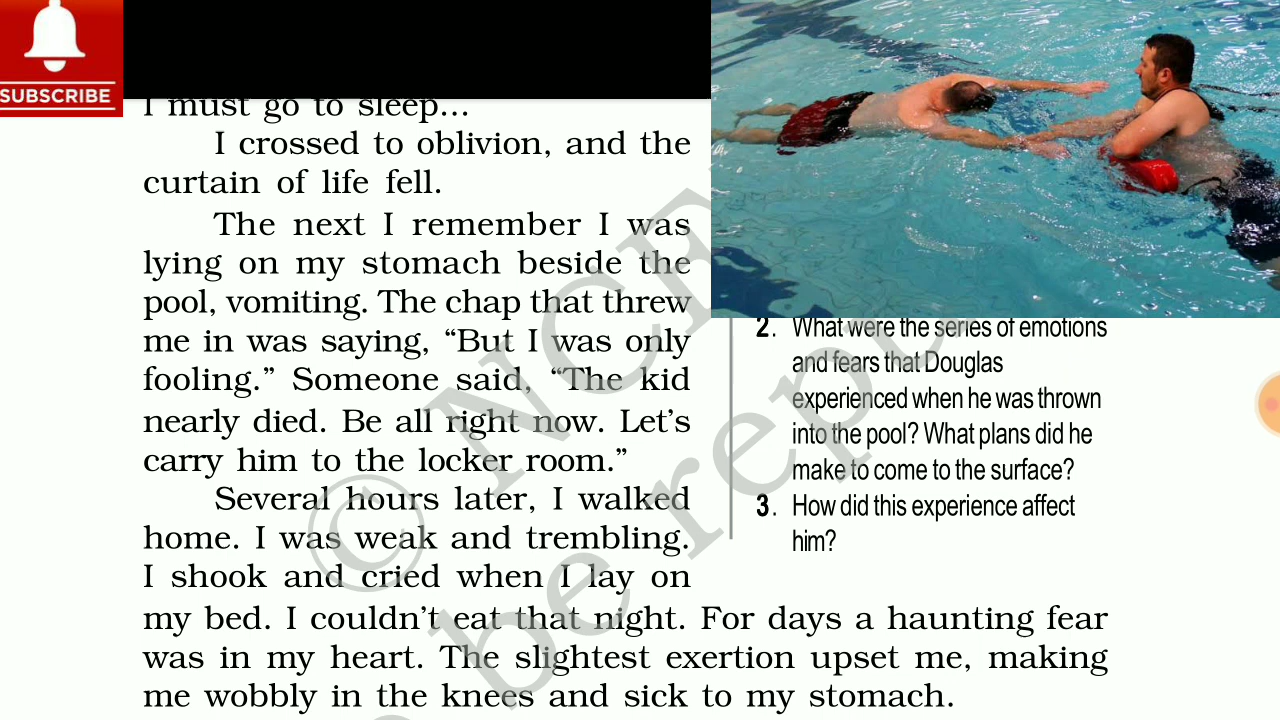 SUBSCRIBE
I must go to sleep...
I crossed to oblivion, and the
curtain of life fell.
The next I remember I was
lying on my stomach beside the
pool, vomiting. The chap that threw
me in was saying, “But I was only
fooling.” Someone said, “The kid
nearly died. Be all right now. Let’s
carry him to the locker room.”
Several hours later, I walked
home. I was weak and trembling.
I shook and cried when I lay on
my bed. I couldn’t eat that night. For days a haunting fear
was in my heart. The slightest exertion upset me, making
me wobbly in the knees and sick to my stomach.
2. What were the series of emotions
and fears that Douglas
experienced when he was thrown
into the pool? What plans did he
make to come to the surface?
3. How did this experience affect
him?
© NCE
be rep